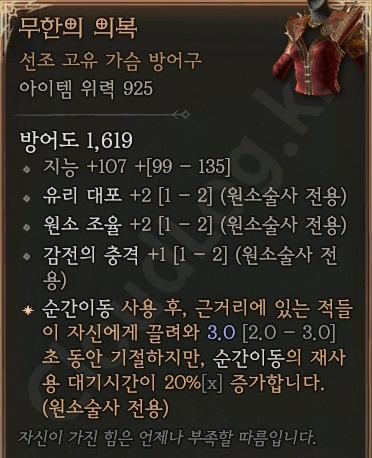 무한의 의복
선조 고유 가슴 방어구
아이템 위력 925
방어도 1,619
지능 +107 +[99 – 135]
유리 대포 +2 [1 – 2] (원소술사 전용)
원소 조율 +2 [1 – 2] (원소술사 전용)
감전의 충격 +1 [1 – 2] (원소술사 전
용)
순간이동 사용 후, 근거리에 있는 적들
이 자신에게 끌려와 3.0 [2.0 – 3.0]
초 동안 기절하지만, 순간이동의 재사
용 대기시간이 20%[x] 증가합니다.
(원소술사 전용)
자신이 가진 힘은 언제나 부족할 따름입니다.